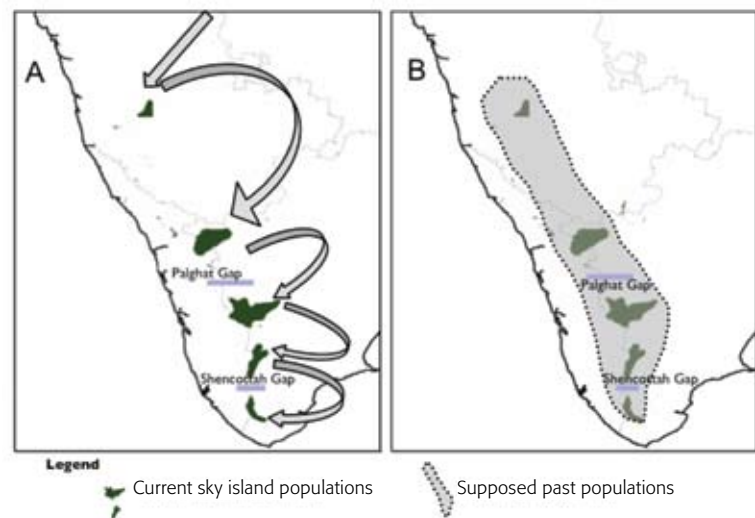 A
Palghat Gap
Shencottah Gap
B
Palghat Gap
Shencottah Gap
Legend
Current sky island populations
Supposed past populations